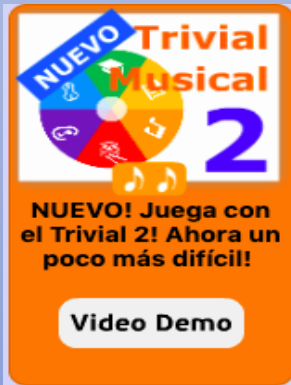 NUEVO
Trivial
Musical
2
NUEVO! Juega con
el Trivial 2! Ahora un
poco más difícil!
Video Demo